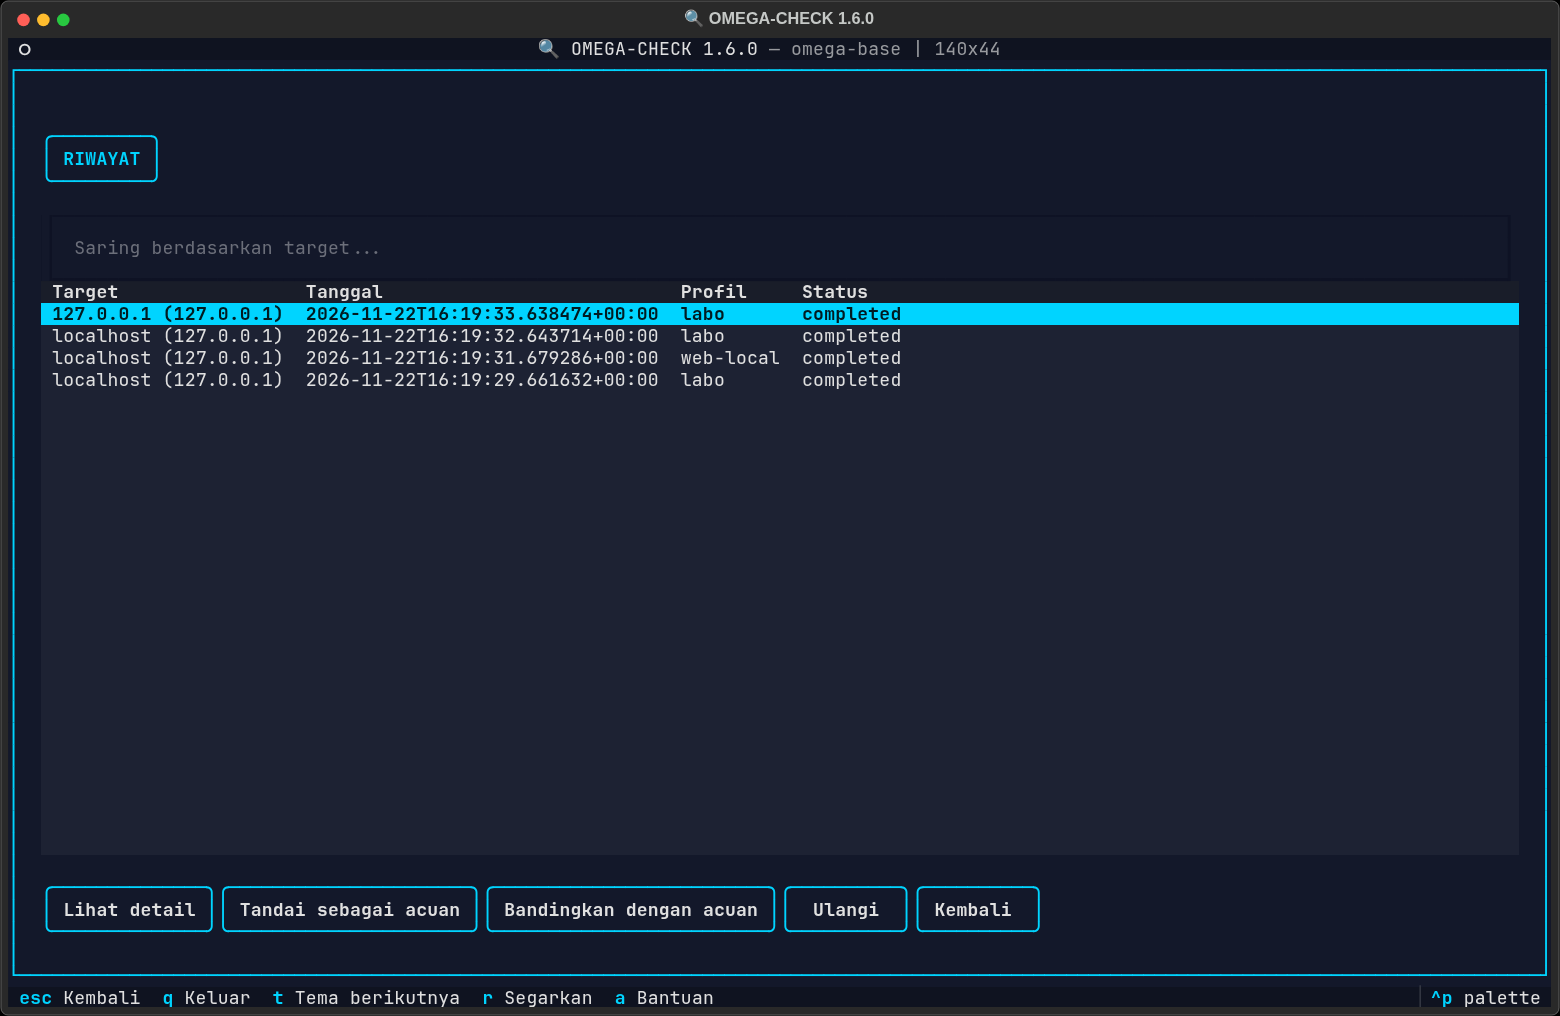 🔍 OMEGA-CHECK 1.6.0
🔍 OMEGA-CHECK 1.6.0 — omega-base | 140x44
RIWAYAT
Saring berdasarkan target...
Target Tanggal Profil Status
127.0.0.1 (127.0.0.1) 2026-11-22T16:19:33.638474+00:00 labo completed
localhost (127.0.0.1) 2026-11-22T16:19:32.643714+00:00 labo completed
localhost (127.0.0.1) 2026-11-22T16:19:31.679286+00:00 web-local completed
localhost (127.0.0.1) 2026-11-22T16:19:29.661632+00:00 labo completed
Lihat detail Tandai sebagai acuan Bandingkan dengan acuan Ulangi Kembali
esc Kembali q Keluar t Tema berikutnya r Segarkan a Bantuan ^p palette